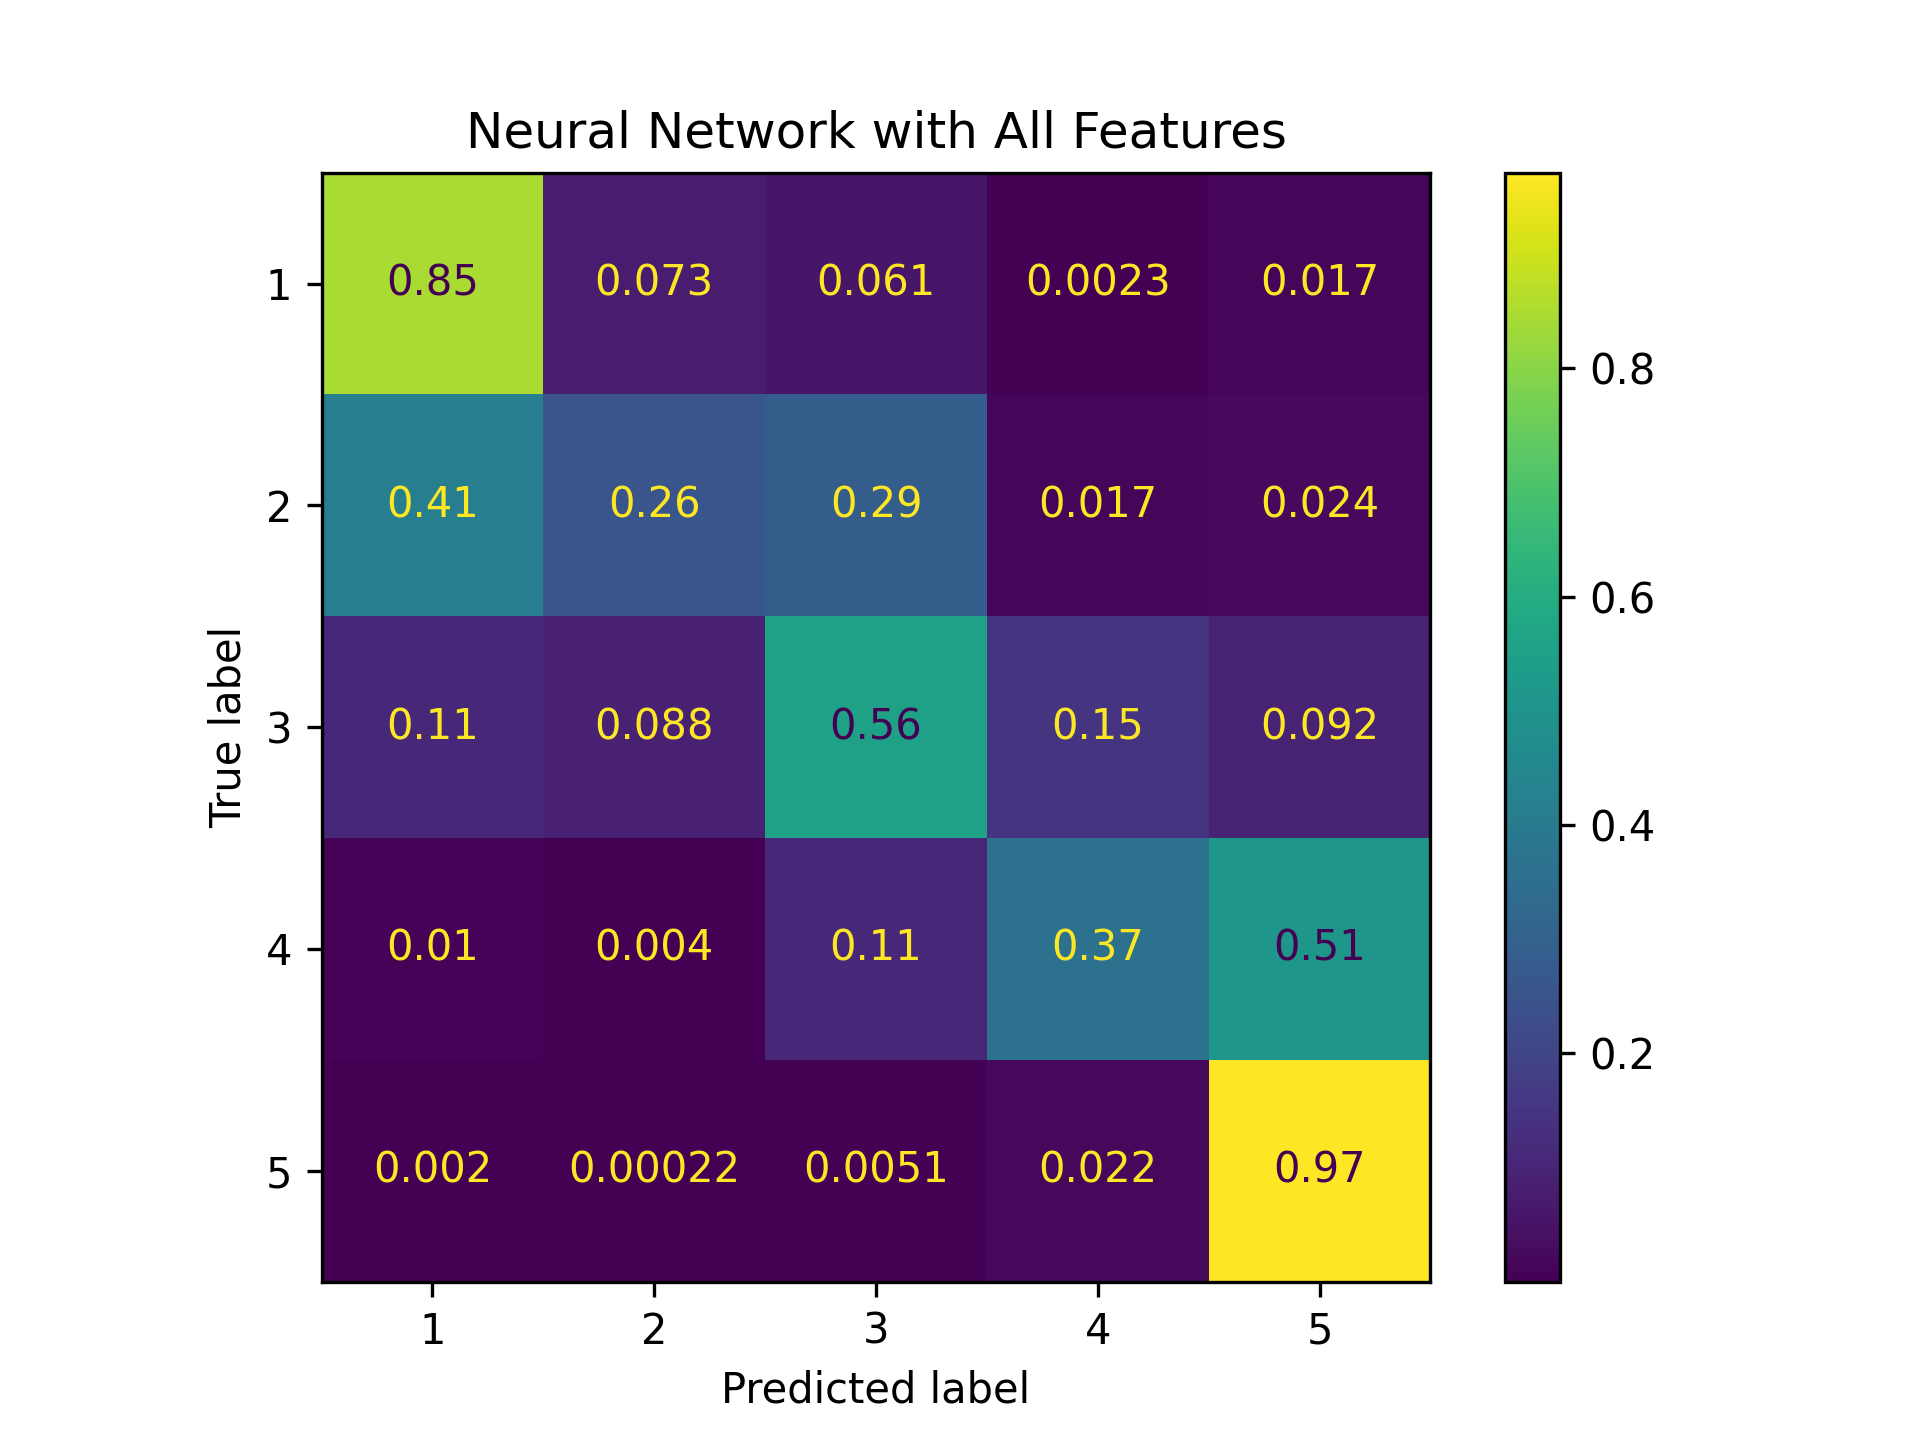 Neural Network with All Features
1 0.85 0.073 0.061 0.0023 0.017
2 0.41 0.26 0.29 0.017 0.024
3 0.11 0.088 0.56 0.15 0.092
4 0.01 0.004 0.11 0.37 0.51
5 0.002 0.00022 0.0051 0.022 0.97
True label
1 2 3 4 5
Predicted label
0.8
0.6
0.4
0.2